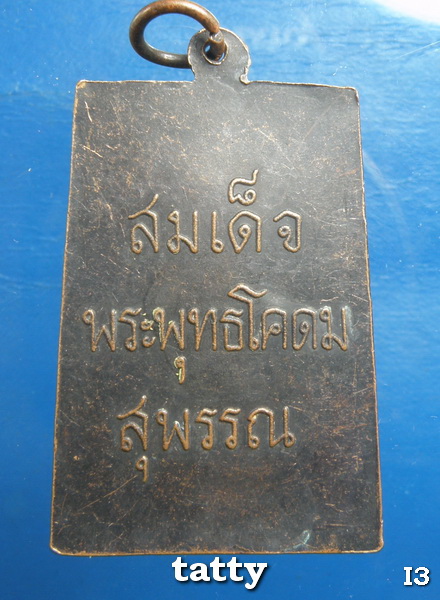 สมเด็จ
พระพุทธโคดม
สุพรรณ
tatty
I3